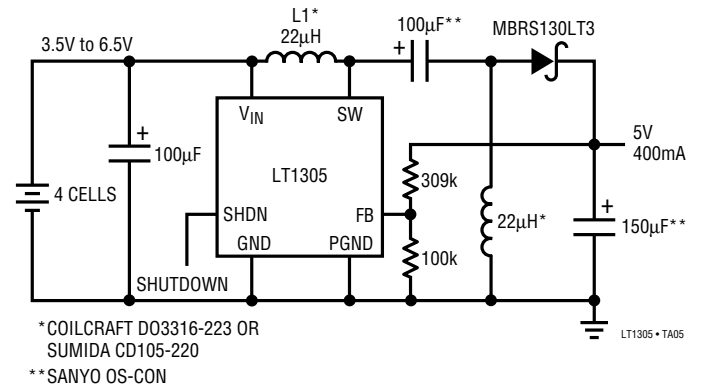 L1*
22µH
100µF**
MBRS130LT3
3.5V to 6.5V
+
VIN
SW
+
100µF
LT1305
4 CELLS
309k
5V
400mA
SHDN
FB
22µH*
+
150µF**
GND
PGND
100k
SHUTDOWN
*COILCRAFT DO3316-223 OR
SUMIDA CD105-220
**SANYO OS-CON
LT1305 • TA05